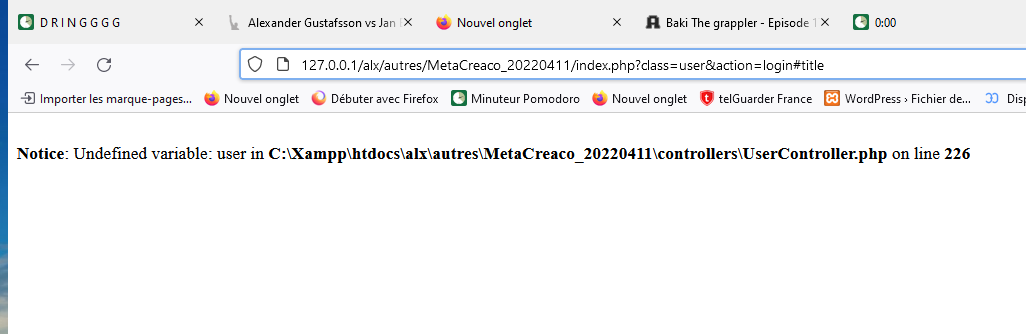 D R I N G G G G
Alexander Gustafsson vs Jan
Nouvel onglet
Baki The grappler - Episode 1
0:00
127.0.0.1/alx/autres/MetaCreaco_20220411/index.php?class=user&action=login#title
Importer les marque-pages...
Nouvel onglet
Débuter avec Firefox
Minuteur Pomodoro
Nouvel onglet
telGuarder France
WordPress › Fichier de...
Disp
Notice: Undefined variable: user in C:\Xampp\htdocs\alx\autres\MetaCreaco_20220411\controllers\UserController.php on line 226